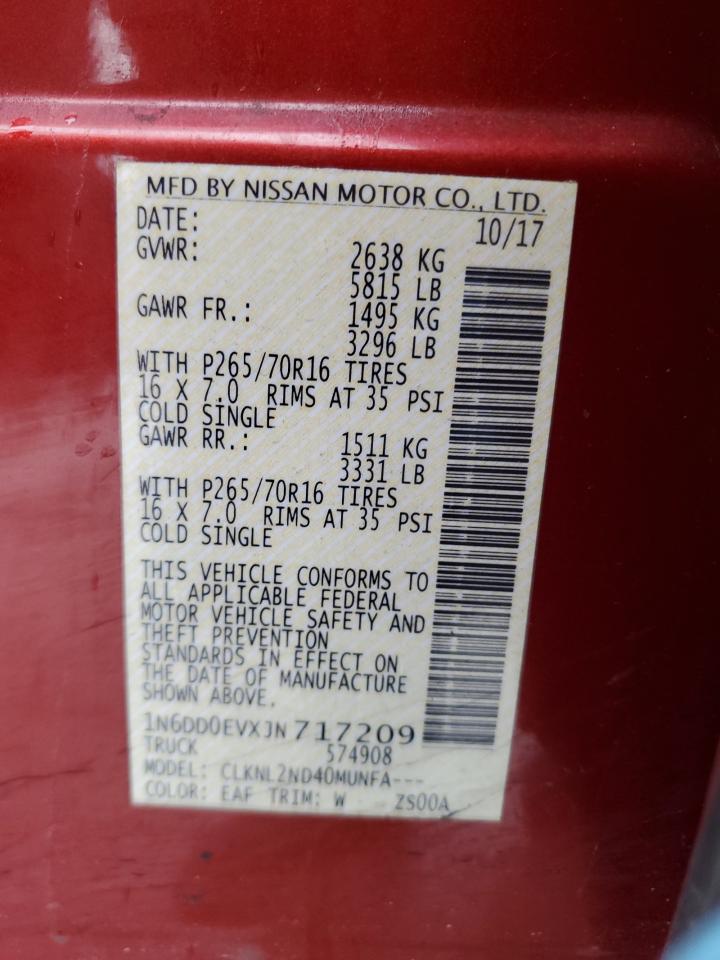 MFD BY NISSAN MOTOR CO., LTD.
DATE: 10/17
GVWR: 2638 KG
5815 LB
GAWR FR.: 1495 KG
3296 LB
WITH P265/70R16 TIRES
16 X 7.0 RIMS AT 35 PSI
COLD SINGLE
GAWR RR.: 1511 KG
3331 LB
WITH P265/70R16 TIRES
16 X 7.0 RIMS AT 35 PSI
COLD SINGLE
THIS VEHICLE CONFORMS TO
ALL APPLICABLE FEDERAL
MOTOR VEHICLE SAFETY AND
THEFT PREVENTION
STANDARDS IN EFFECT ON
THE DATE OF MANUFACTURE
SHOWN ABOVE.
1N6DD0EVXJN717209
TRUCK 574908
MODEL: CLKNL2ND40MUNFA---
COLOR: EAF TRIM: W ZS00A